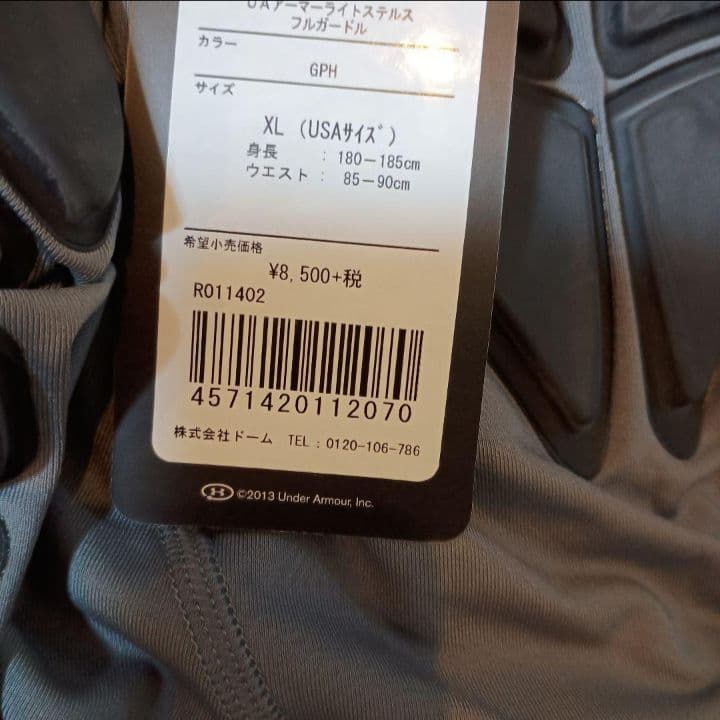 UAアーマーライトステルス
フルガードル
カラー
GPH
サイズ
XL (USAサイズ)
身長 : 180－185cm
ウエスト : 85－90cm
希望小売価格
¥8,500+税
R011402
4571420112070
株式会社ドーム TEL : 0120-106-786
©2013 Under Armour, Inc.